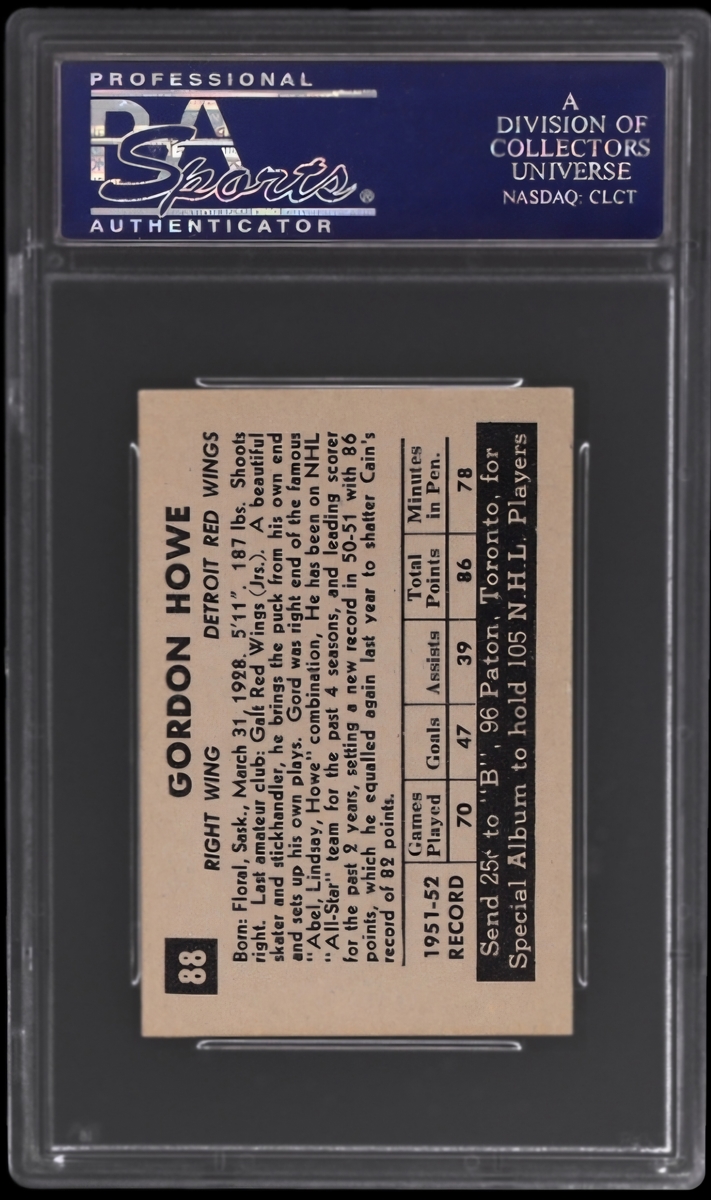 PROFESSIONAL
PSA
Sports®
AUTHENTICATOR
A
DIVISION OF
COLLECTORS
UNIVERSE
NASDAQ: CLCT
88
GORDON HOWE
RIGHT WING DETROIT RED WINGS
Born: Floral, Sask., March 31, 1928. 5'11" 187 lbs. Shoots
right. Last amateur club: Galt Red Wings (Jrs.). A beautiful
skater and stickhandler, he brings the puck from his own end
and sets up his own plays. Gord was right end of the famous
"Abel, Lindsay, Howe" combination, He has been on NHL
"All-Star" team for the past 4 seasons, and leading scorer
for the past 2 years, setting a new record in 50-51 with 86
points, which he equalled again last year to shatter Cain's
record of 82 points.
1951-52 Games Goals Assists Total Minutes
RECORD Played Points in Pen.
70 47 39 86 78
Send 25¢ to "B", 96 Paton, Toronto, for
Special Album to hold 105 N.H.L. Players